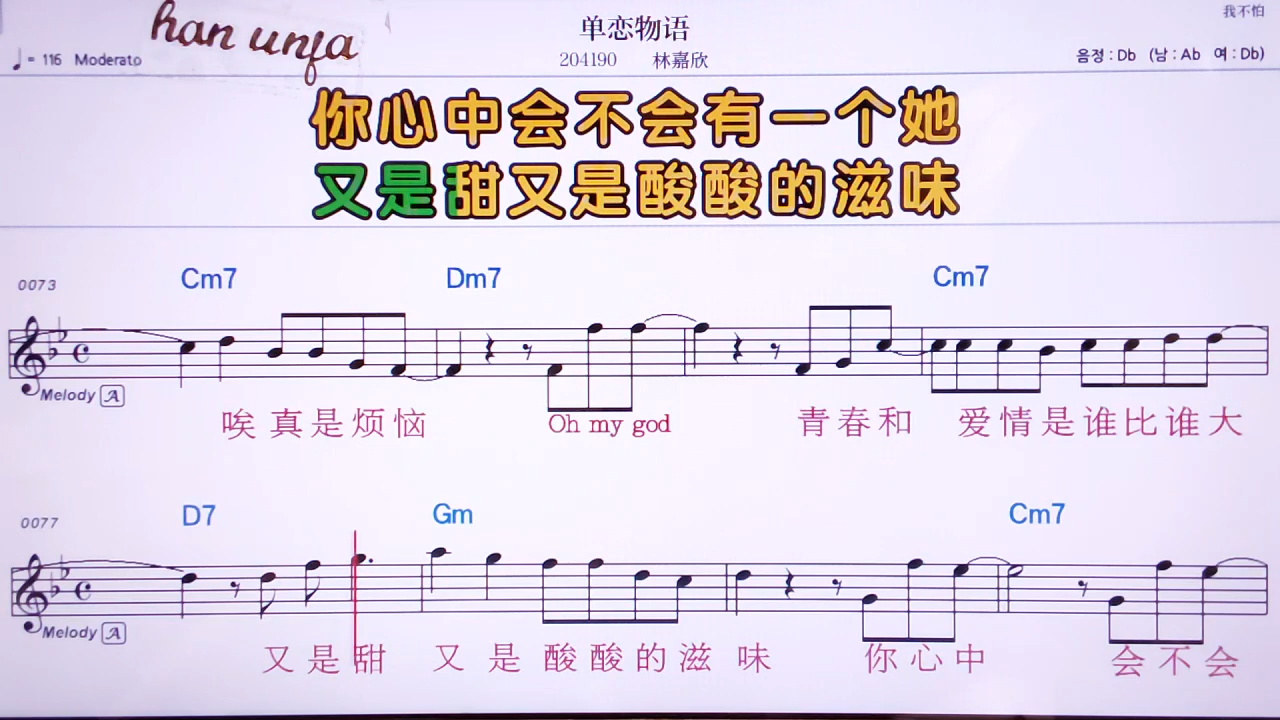 han unfa
我不怕
单恋物语
♩= 116 Moderato
204190 林嘉欣
음정 : Db (남 : Ab 여 : Db)
你心中会不会有一个她
又是甜又是酸酸的滋味
0073
Cm7 Dm7 Cm7
Melody A
唉真是烦恼 Oh my god 青春和 爱情是谁比谁大
0077
D7 Gm Cm7
Melody A
又是甜 又是酸酸的滋味 你心中 会不会